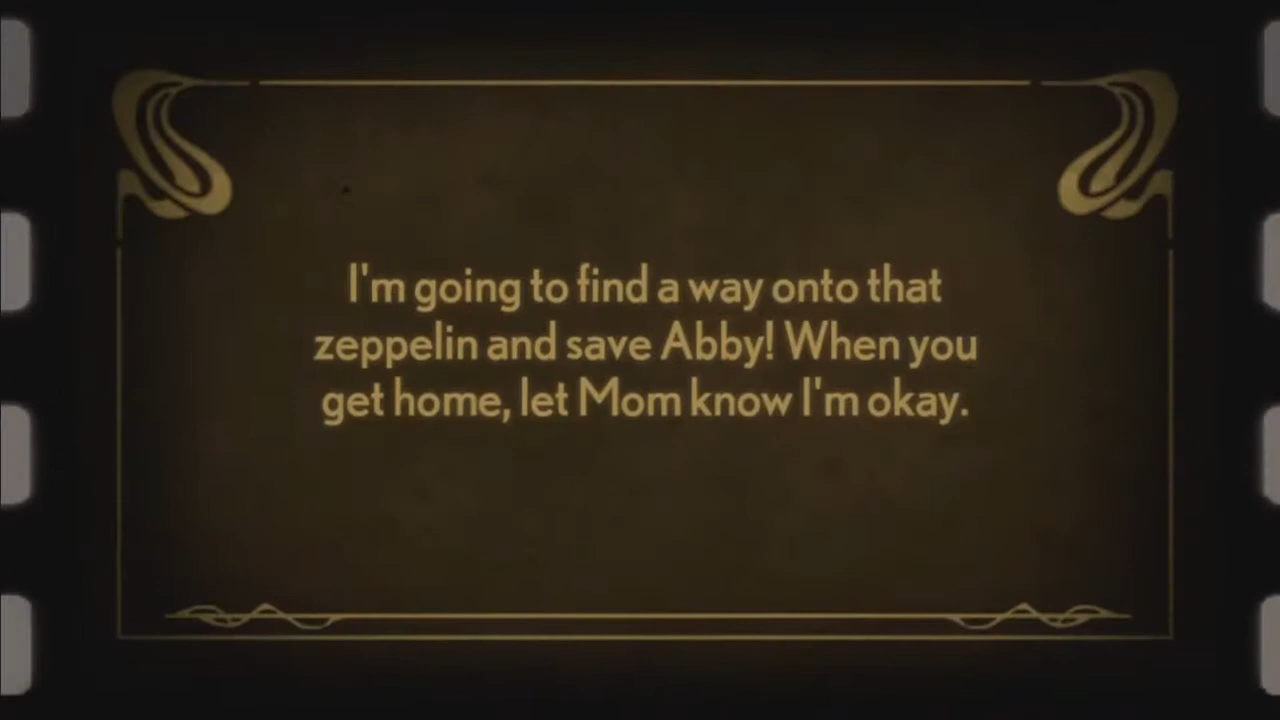 I'm going to find a way onto that
zeppelin and save Abby! When you
get home, let Mom know I'm okay.